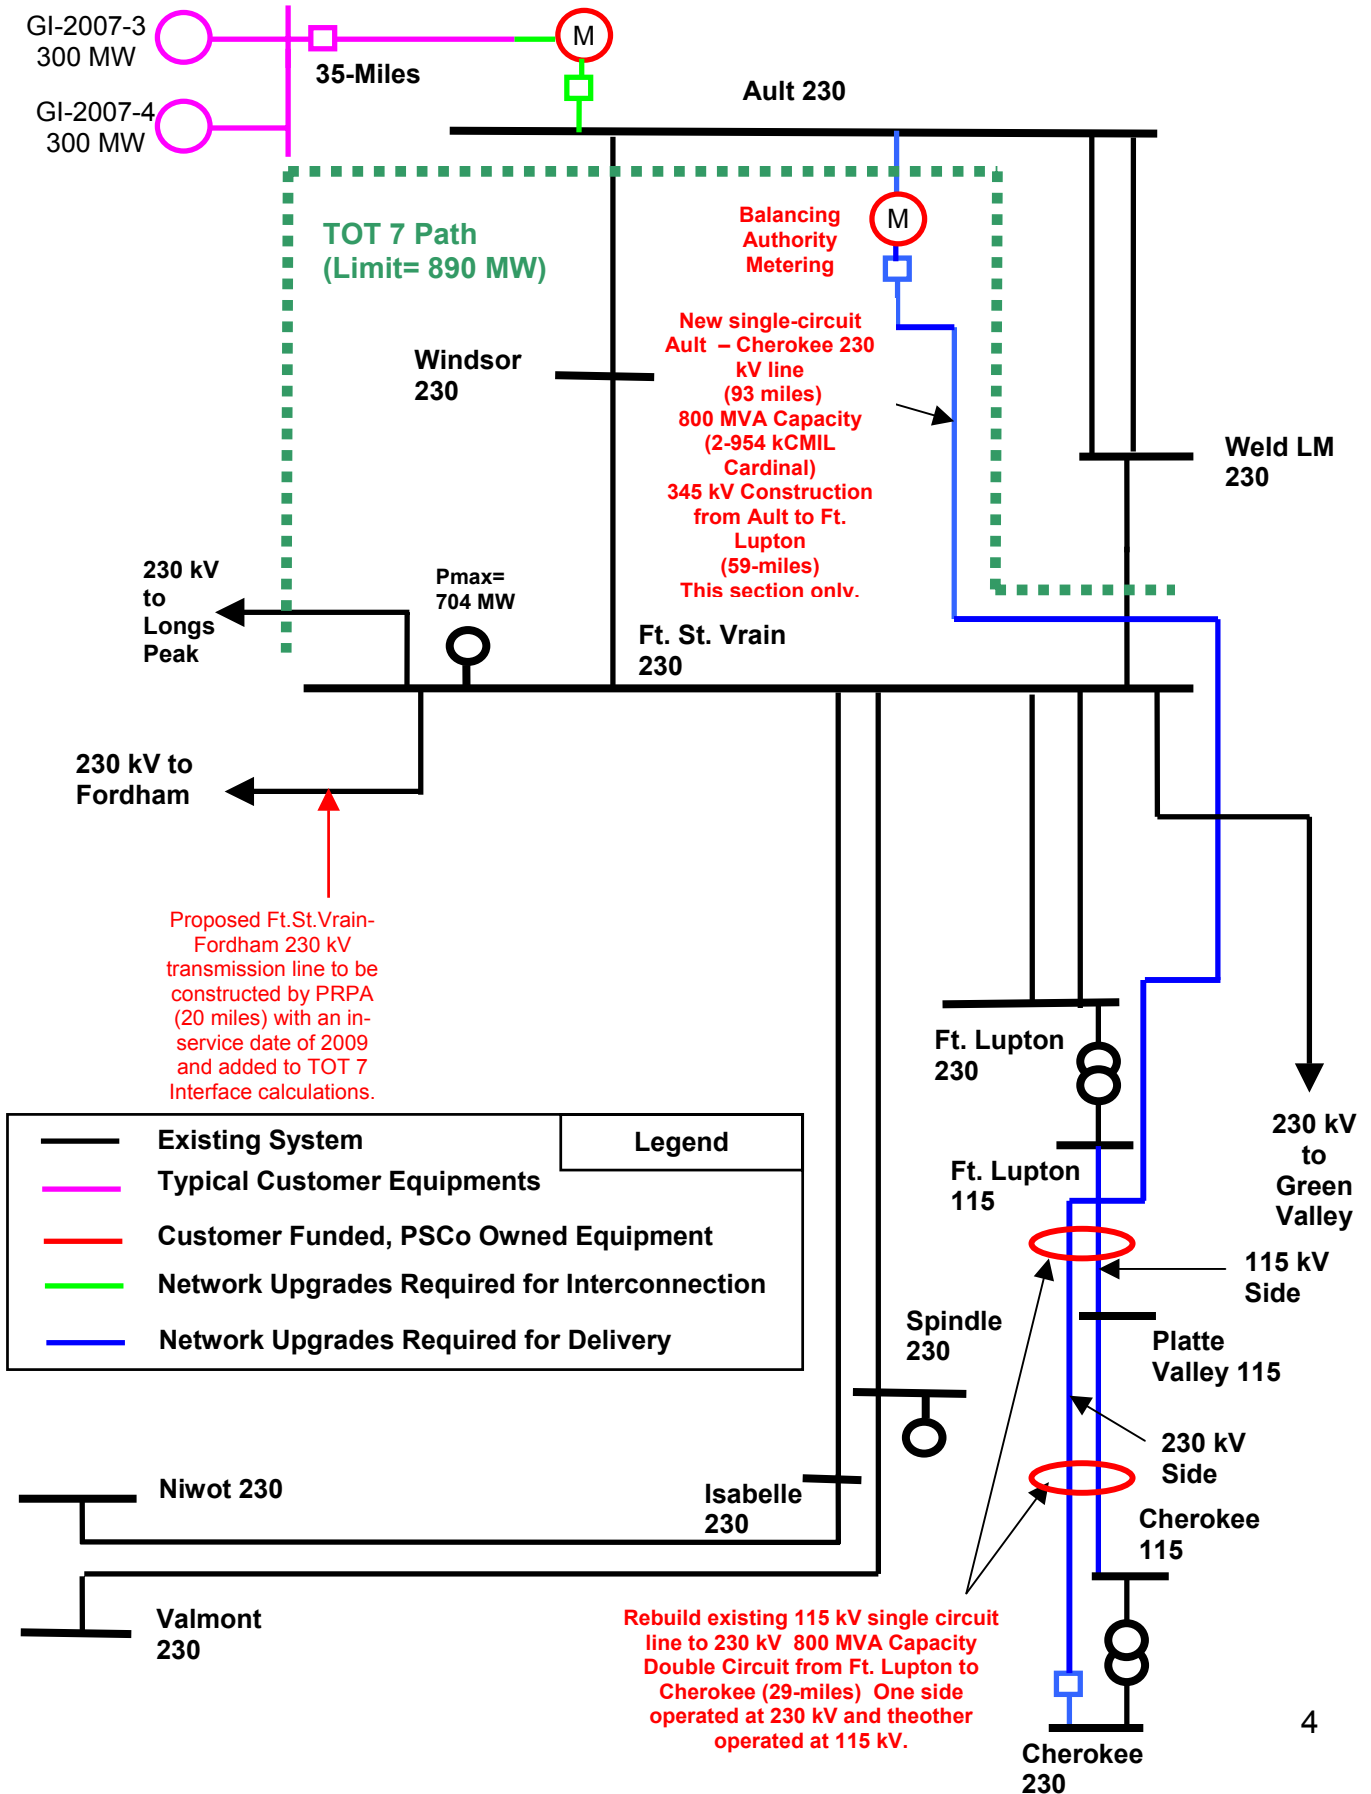 GI-2007-3
300 MW
GI-2007-4
300 MW
35-Miles
M
Ault 230
TOT 7 Path
(Limit= 890 MW)
Balancing
Authority
Metering
M
New single-circuit
Ault – Cherokee 230
kV line
(93 miles)
800 MVA Capacity
(2-954 kCMIL
Cardinal)
345 kV Construction
from Ault to Ft.
Lupton
(59-miles)
This section only.
Windsor
230
Weld LM
230
230 kV
to
Longs
Peak
Pmax=
704 MW
Ft. St. Vrain
230
230 kV to
Fordham
Proposed Ft.St.Vrain-
Fordham 230 kV
transmission line to be
constructed by PRPA
(20 miles) with an in-
service date of 2009
and added to TOT 7
Interface calculations.
Ft. Lupton
230
230 kV
to
Green
Valley
Legend
Existing System
Typical Customer Equipments
Customer Funded, PSCo Owned Equipment
Network Upgrades Required for Interconnection
Network Upgrades Required for Delivery
Ft. Lupton
115
115 kV
Side
Spindle
230
Platte
Valley 115
230 kV
Side
Niwot 230
Isabelle
230
Cherokee
115
Valmont
230
Rebuild existing 115 kV single circuit
line to 230 kV 800 MVA Capacity
Double Circuit from Ft. Lupton to
Cherokee (29-miles) One side
operated at 230 kV and theother
operated at 115 kV.
Cherokee
230
4